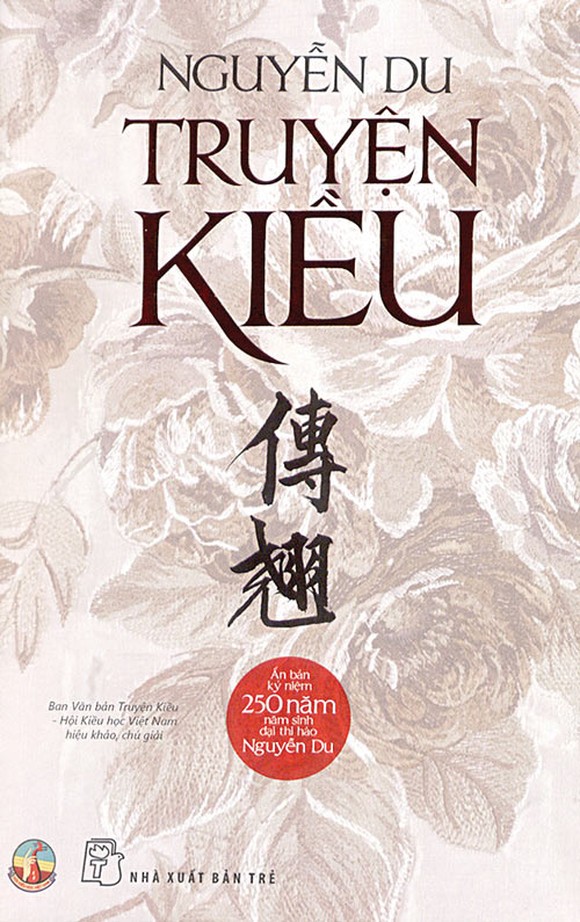 NGUYỄN DU
TRUYỆN
KIỀU
傳
翹
Ấn bản
kỷ niệm
250 năm
năm sinh
đại thi hào
Nguyễn Du
Ban Văn bản Truyện Kiều
- Hội Kiều học Việt Nam
hiệu khảo, chú giải
T
NHÀ XUẤT BẢN TRẺ